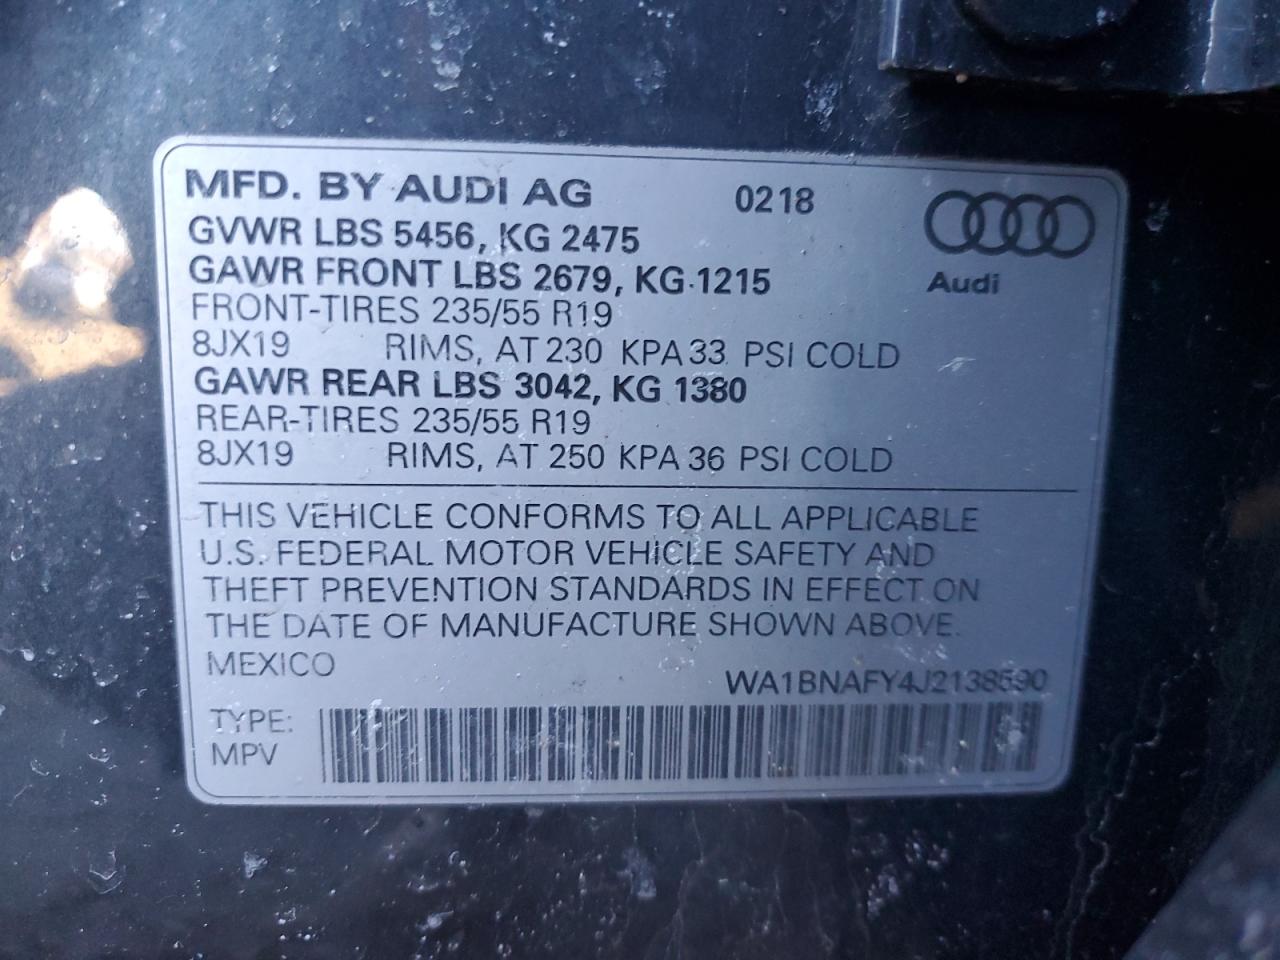 MFD. BY AUDI AG 0218
GVWR LBS 5456, KG 2475
GAWR FRONT LBS 2679, KG 1215
Audi
FRONT-TIRES 235/55 R19
8JX19 RIMS, AT 230 KPA 33 PSI COLD
GAWR REAR LBS 3042, KG 1380
REAR-TIRES 235/55 R19
8JX19 RIMS, AT 250 KPA 36 PSI COLD
THIS VEHICLE CONFORMS TO ALL APPLICABLE
U.S. FEDERAL MOTOR VEHICLE SAFETY AND
THEFT PREVENTION STANDARDS IN EFFECT ON
THE DATE OF MANUFACTURE SHOWN ABOVE.
MEXICO
WA1BNAFY4J2138590
TYPE:
MPV